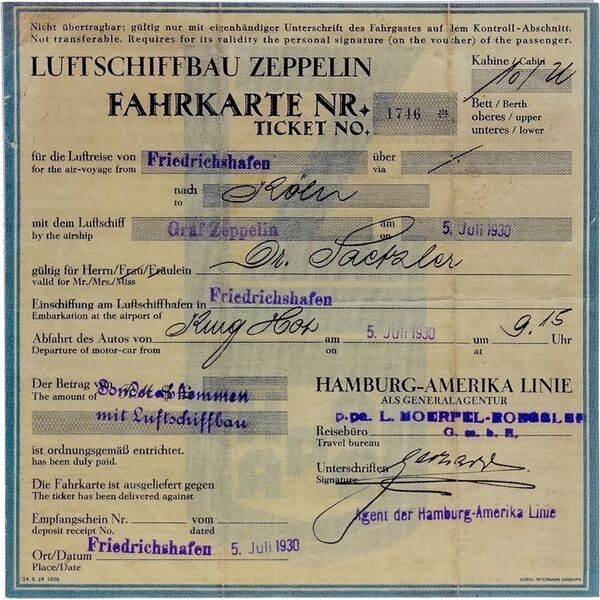 Nicht übertragbar; gültig nur mit eigenhändiger Unterschrift des Fahrgastes auf dem Kontroll-Abschnitt.
Not transferable. Requires for its validity the personal signature (on the voucher) of the passenger.
LUFTSCHIFFBAU ZEPPELIN
Kabine / Cabin
FAHRKARTE NR.
TICKET NO.
1746
Bett / Berth
oberes / upper
unteres / lower
für die Luftreise von Friedrichshafen über
for the air-voyage from via
nach Köln
to
mit dem Luftschiff Graf Zeppelin am 5. Juli 1930
by the airship on
gültig für Herrn/Frau/Fräulein Dr.
valid for Mr./Mrs./Miss
Einschiffung am Luftschiffhafen in Friedrichshafen
Embarkation at the airport of
Abfahrt des Autos von am 5. Juli 1930 um 9.15 Uhr
Departure of motor-car from on at
Der Betrag
The amount of
mit Luftschiffbau
ist ordnungsgemäß entrichtet.
has been duly paid.
Die Fahrkarte ist ausgeliefert gegen
The ticket has been delivered against
Empfangschein Nr. vom
deposit receipt No. dated
Ort/Datum Friedrichshafen 5. Juli 1930
Place/Date
HAMBURG-AMERIKA LINIE
ALS GENERALAGENTUR
p.pa. L.
Reisebüro G.m.b.H.
Travel bureau
Unterschriften
Signature
Agent der Hamburg-Amerika Linie
24. 9. 29 2000